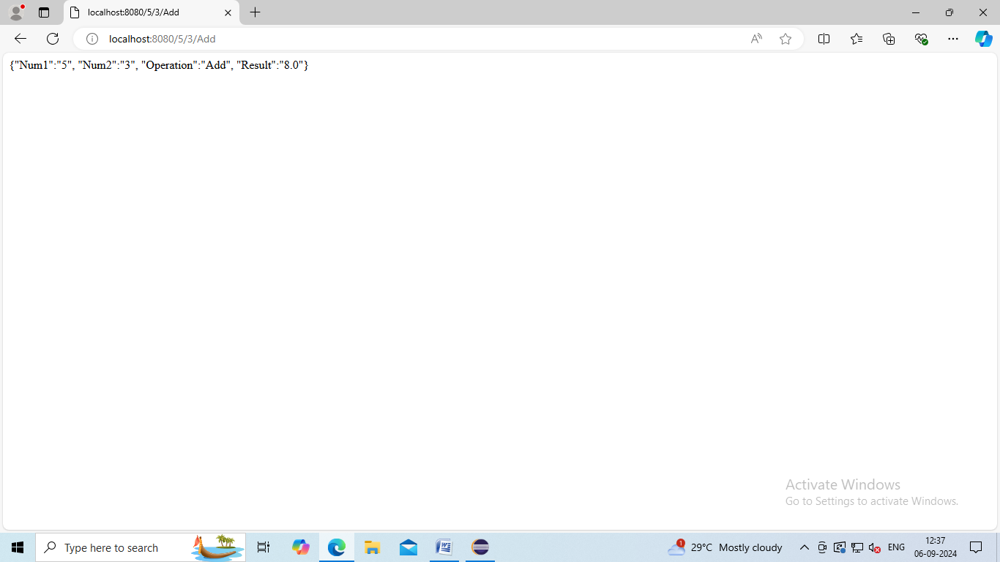 localhost:8080/5/3/Add
localhost:8080/5/3/Add
{"Num1":"5", "Num2":"3", "Operation":"Add", "Result":"8.0"}
Activate Windows
Go to Settings to activate Windows.
Type here to search
1
29°C Mostly cloudy
ENG
12:37
06-09-2024